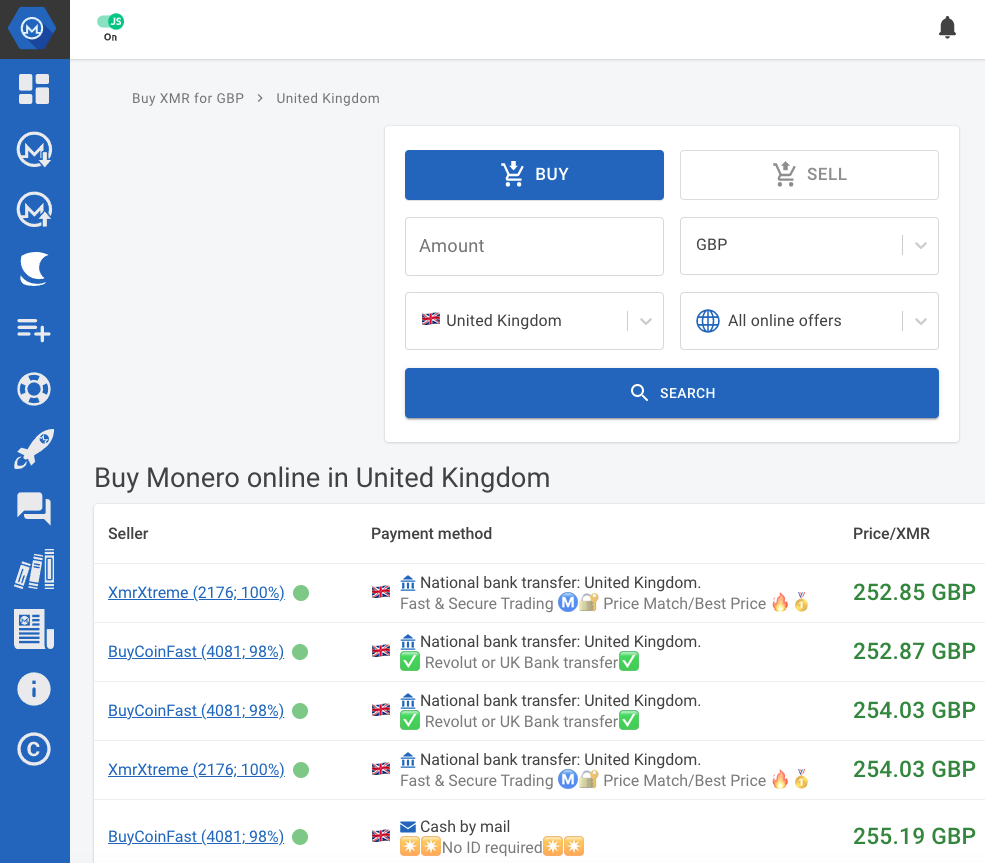 JS
On
Buy XMR for GBP > United Kingdom
BUY
SELL
Amount
GBP
🇬🇧 United Kingdom
All online offers
SEARCH
Buy Monero online in United Kingdom
Seller Payment method Price/XMR
XmrXtreme (2176; 100%) 🇬🇧 🏦 National bank transfer: United Kingdom. 252.85 GBP
Fast & Secure Trading Ⓜ️🔐 Price Match/Best Price 🔥 🏅
BuyCoinFast (4081; 98%) 🇬🇧 🏦 National bank transfer: United Kingdom. 252.87 GBP
✅ Revolut or UK Bank transfer✅
BuyCoinFast (4081; 98%) 🇬🇧 🏦 National bank transfer: United Kingdom. 254.03 GBP
✅ Revolut or UK Bank transfer✅
XmrXtreme (2176; 100%) 🇬🇧 🏦 National bank transfer: United Kingdom. 254.03 GBP
Fast & Secure Trading Ⓜ️🔐 Price Match/Best Price 🔥 🏅
BuyCoinFast (4081; 98%) 🇬🇧 ✉ Cash by mail 255.19 GBP
💥💥No ID required💥💥